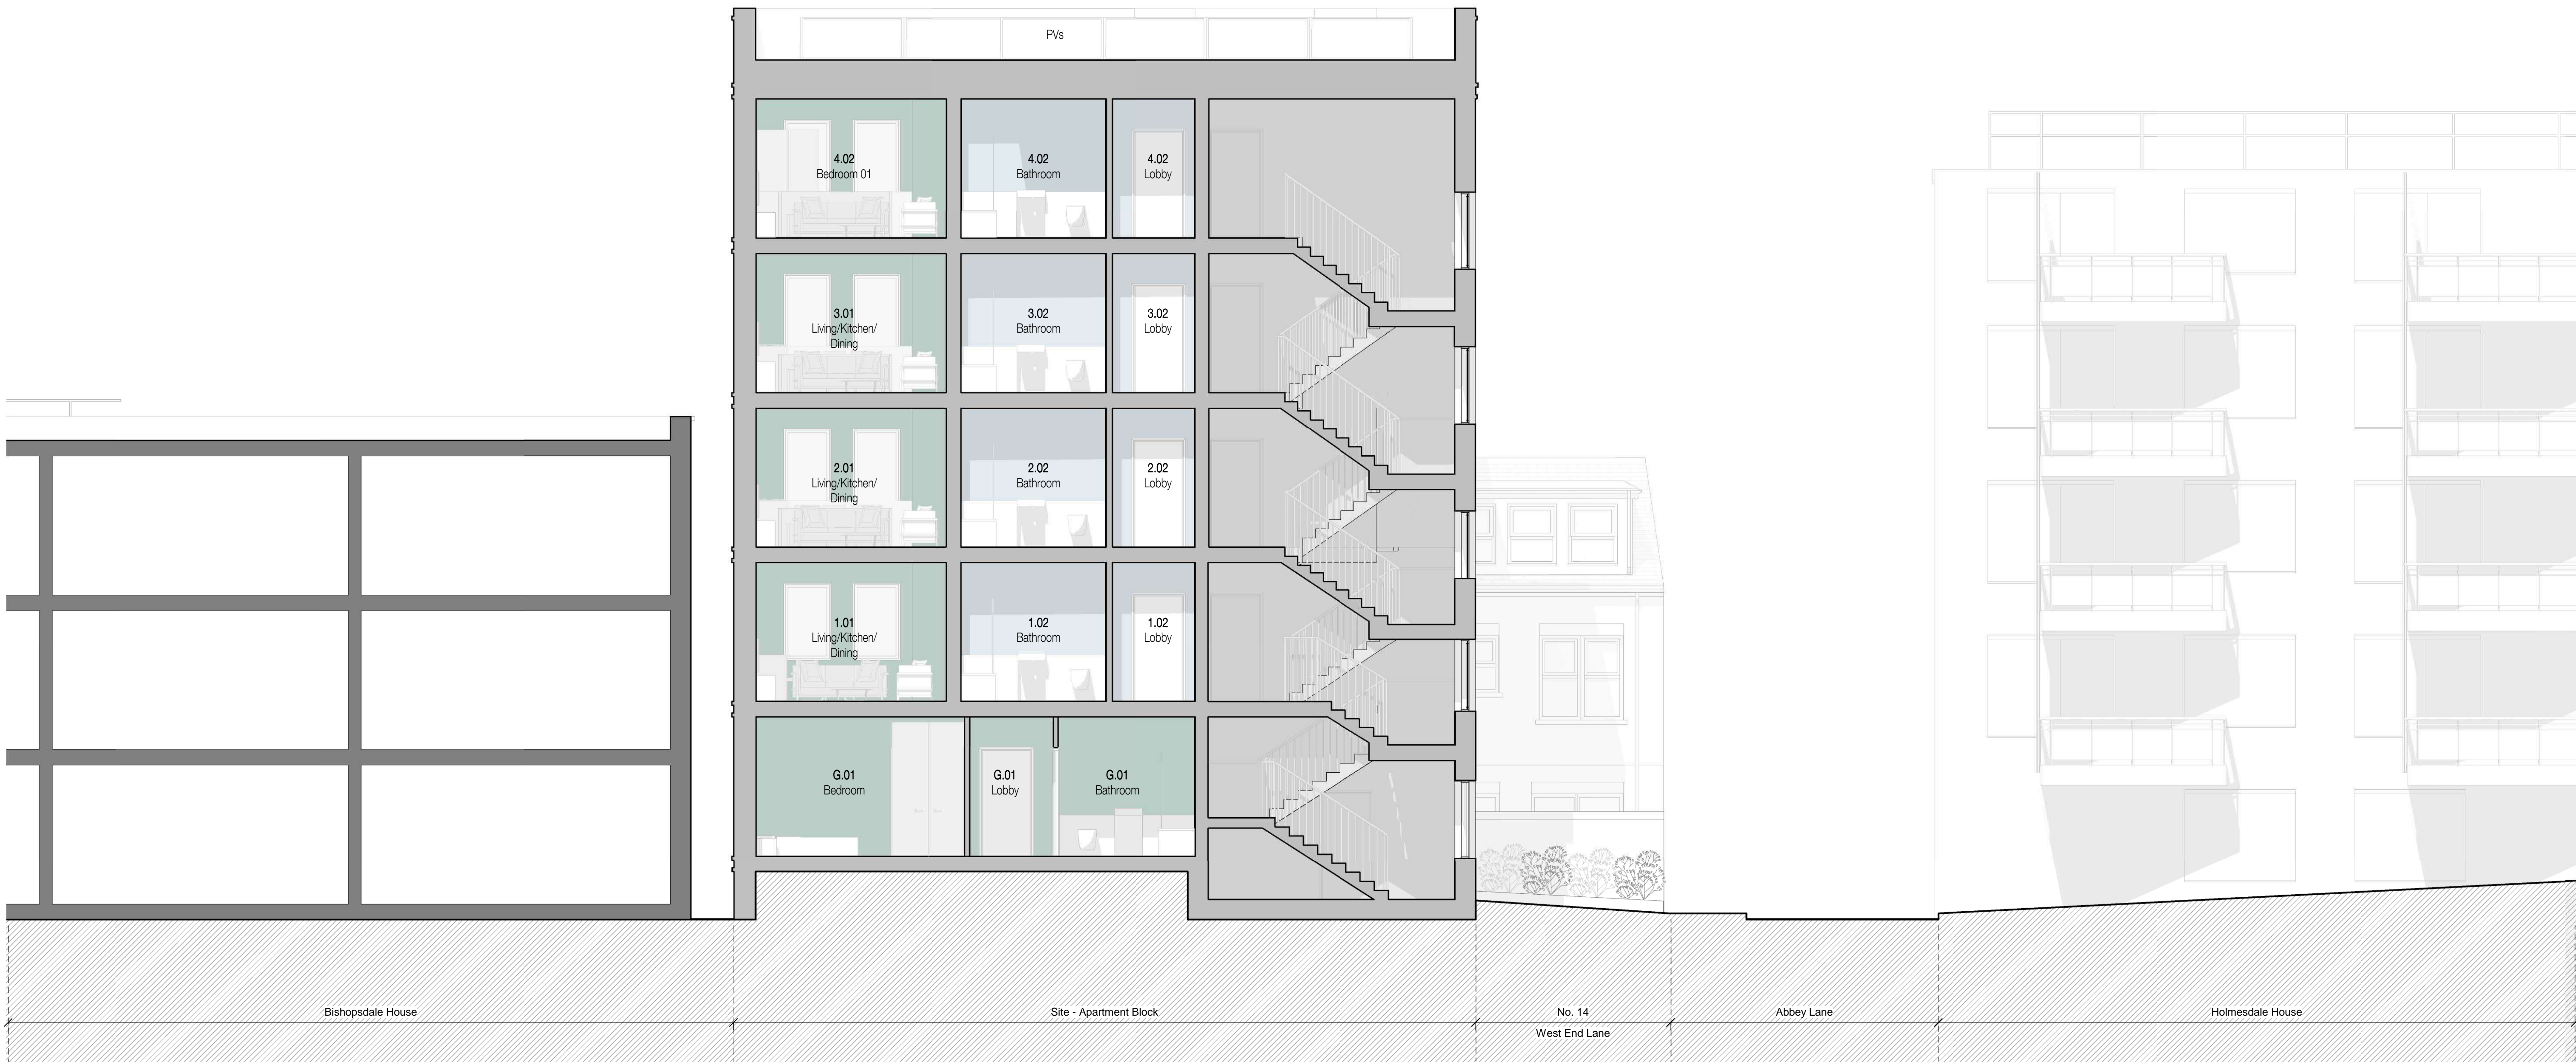 PVs
4.02
Bedroom 01
4.02
Bathroom
4.02
Lobby
3.01
Living/Kitchen/
Dining
3.02
Bathroom
3.02
Lobby
2.01
Living/Kitchen/
Dining
2.02
Bathroom
2.02
Lobby
1.01
Living/Kitchen/
Dining
1.02
Bathroom
1.02
Lobby
G.01
Bedroom
G.01
Lobby
G.01
Bathroom
Bishopsdale House
Site - Apartment Block
No. 14
West End Lane
Abbey Lane
Holmesdale House